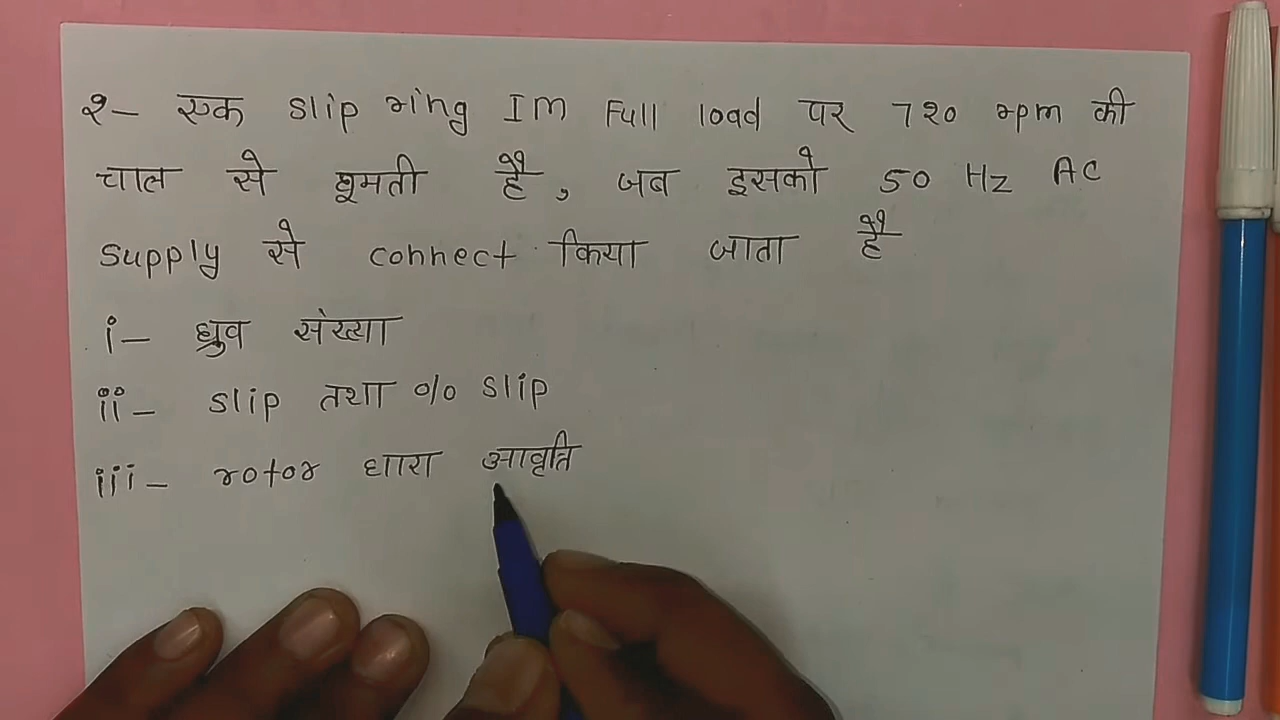 २- एक slip ring IM Full load पर 720 rpm की
चाल से घूमती है, जब इसको 50 Hz AC
supply से connect किया जाता है
i- ध्रुव संख्या
ii- slip तथा % slip
iii- rotor धारा आवृति